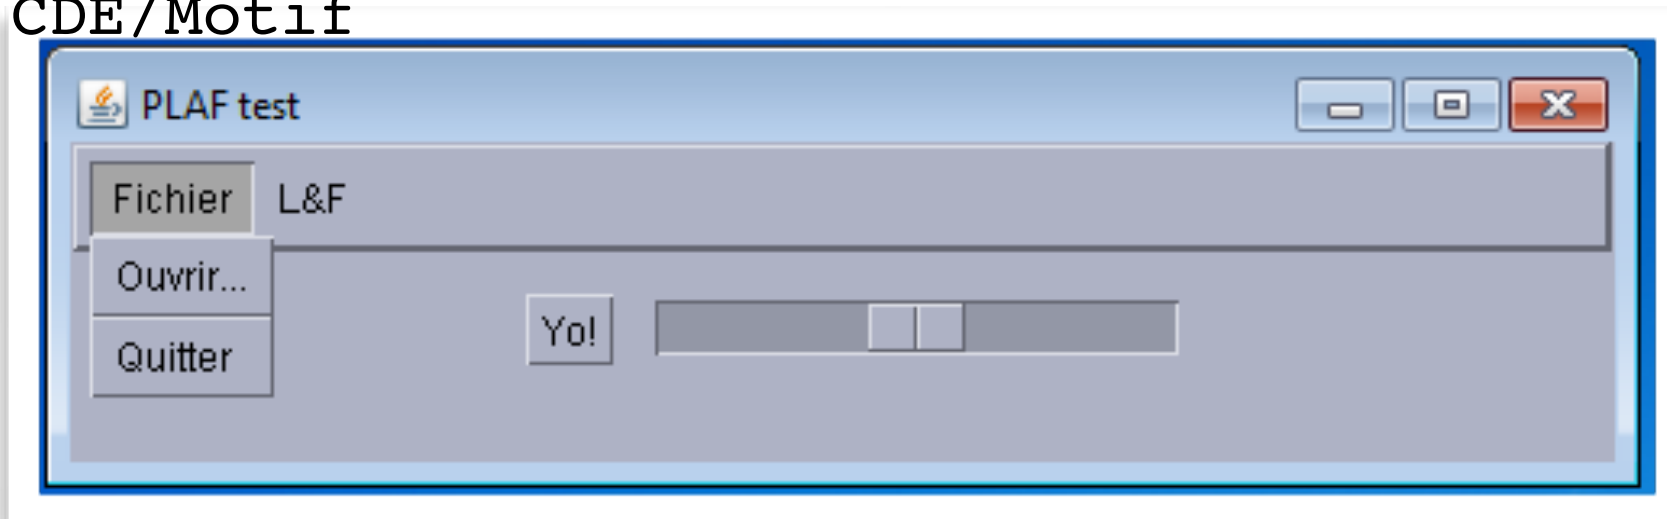 CDE/Motif
PLAF test
Fichier L&F
Ouvrir...
Yo!
Quitter